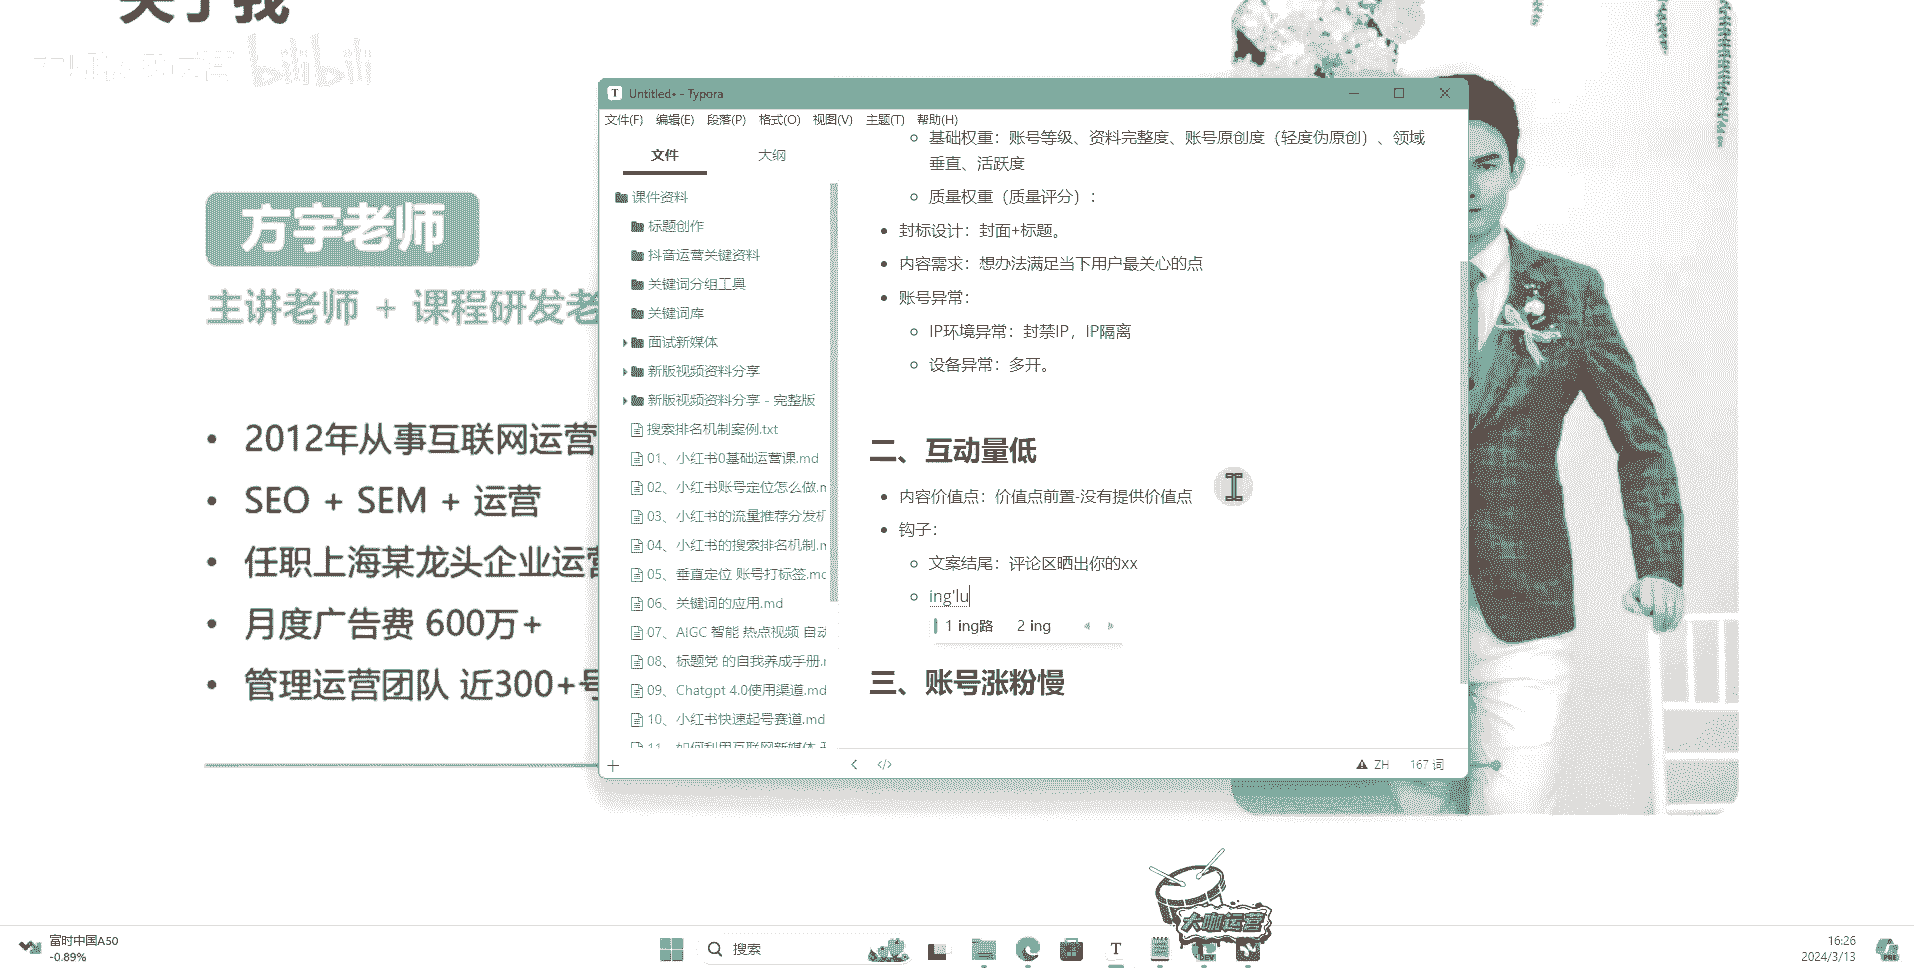 关于我
bilibili
方宇老师
主讲老师 + 课程研发老
• 2012年从事互联网运营
• SEO + SEM + 运营
• 任职上海某龙头企业运营
• 月度广告费 600万+
• 管理运营团队 近300+号
Untitled• - Typora
文件(F) 编辑(E) 段落(P) 格式(O) 视图(V) 主题(T) 帮助(H)
文件 大纲
课件资料
标题创作
抖音运营关键资料
关键词分组工具
关键词库
面试新媒体
新版视频资料分享
新版视频资料分享 - 完整版
搜索排名机制案例.txt
01、小红书0基础运营课.md
02、小红书账号定位怎么做.m
03、小红书的流量推荐分发机
04、小红书的搜索排名机制.m
05、垂直定位 账号打标签.md
06、关键词的应用.md
07、AIGC 智能 热点视频 自动
08、标题党 的自我养成手册.r
09、Chatgpt 4.0使用渠道.md
10、小红书快速起号赛道.md
11、如何利用互联网新媒体
基础权重：账号等级、资料完整度、账号原创度（轻度伪原创）、领域
垂直、活跃度
质量权重（质量评分）：
封标设计：封面+标题。
内容需求：想办法满足当下用户最关心的点
账号异常：
IP环境异常：封禁IP，IP隔离
设备异常：多开。
二、互动量低
内容价值点：价值点前置-没有提供价值点
钩子：
文案结尾：评论区晒出你的xx
ing'lu
1 ing路 2 ing
三、账号涨粉慢
ZH 167 词
大咖运营
富时中国A50
-0.89%
搜索
T
DEV
16:26
2024/3/13
PRE